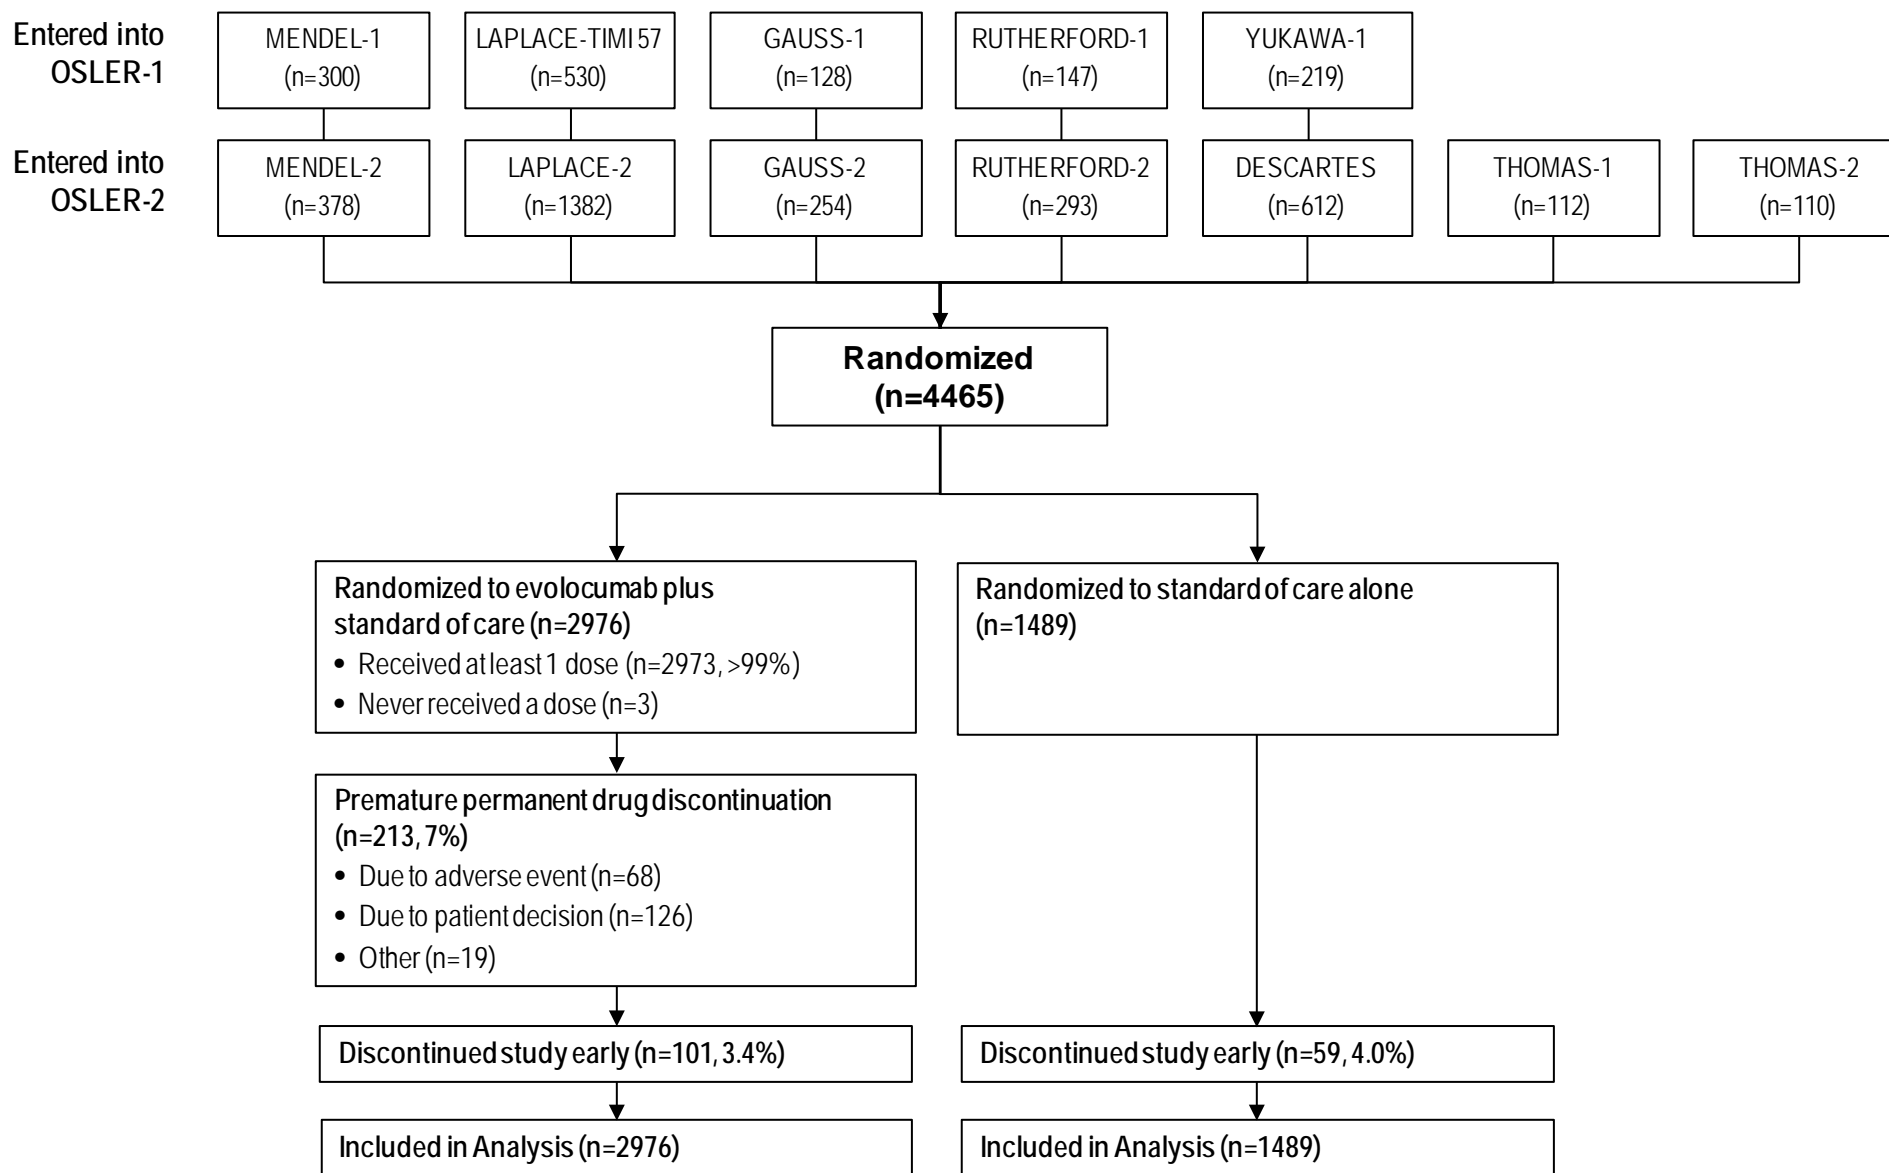 Entered into
OSLER-1
MENDEL-1
(n=300)
LAPLACE-TIMI 57
(n=530)
GAUSS-1
(n=128)
RUTHERFORD-1
(n=147)
YUKAWA-1
(n=219)
Entered into
OSLER-2
MENDEL-2
(n=378)
LAPLACE-2
(n=1382)
GAUSS-2
(n=254)
RUTHERFORD-2
(n=293)
DESCARTES
(n=612)
THOMAS-1
(n=112)
THOMAS-2
(n=110)
Randomized
(n=4465)
Randomized to evolocumab plus
standard of care (n=2976)
• Received at least 1 dose (n=2973, >99%)
• Never received a dose (n=3)
Randomized to standard of care alone
(n=1489)
Premature permanent drug discontinuation
(n=213, 7%)
• Due to adverse event (n=68)
• Due to patient decision (n=126)
• Other (n=19)
Discontinued study early (n=101, 3.4%)
Discontinued study early (n=59, 4.0%)
Included in Analysis (n=2976)
Included in Analysis (n=1489)